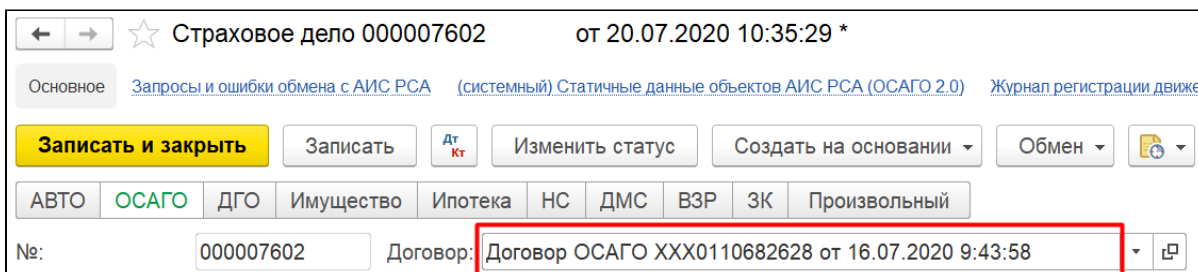 Страховое дело 000007602 от 20.07.2020 10:35:29 *
Основное Запросы и ошибки обмена с АИС РСА (системный) Статичные данные объектов АИС РСА (ОСАГО 2.0) Журнал регистрации движе
Записать и закрыть Записать Дт Кт Изменить статус Создать на основании Обмен
АВТО ОСАГО ДГО Имущество Ипотека НС ДМС ВЗР ЗК Произвольный
№: 000007602 Договор: Договор ОСАГО XXX0110682628 от 16.07.2020 9:43:58